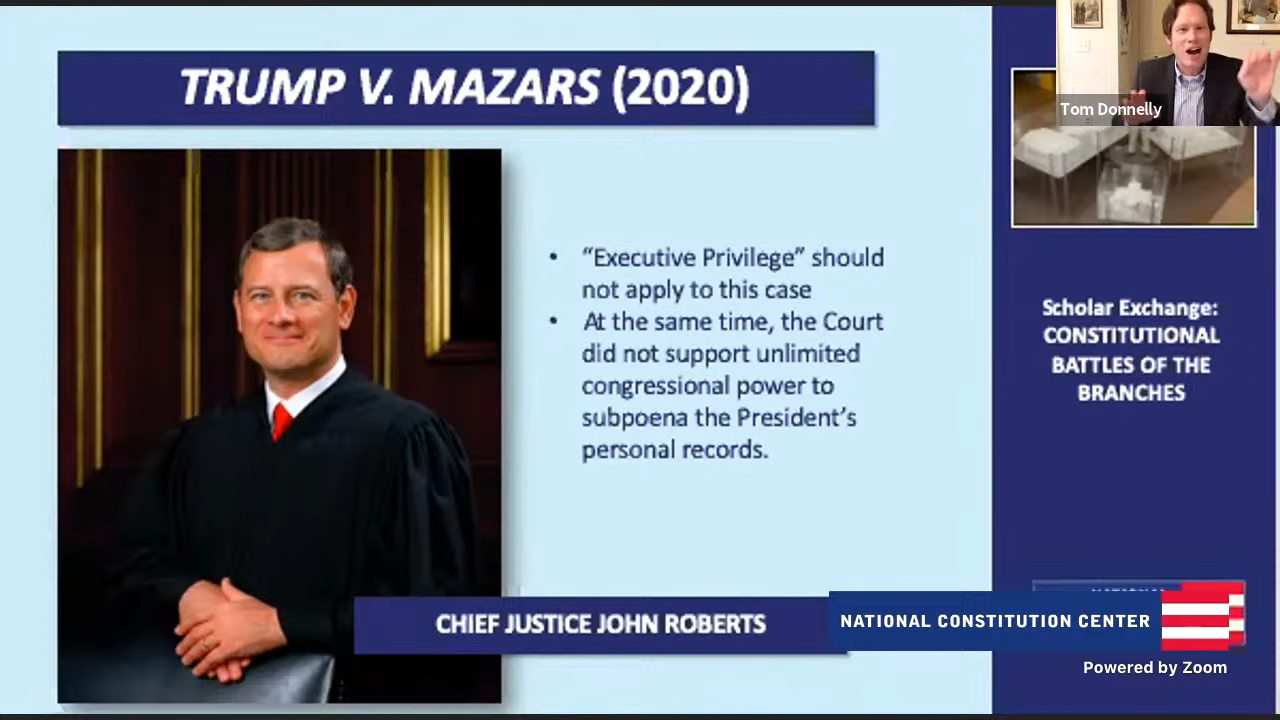 TRUMP V. MAZARS (2020)
Tom Donnelly
• “Executive Privilege” should
not apply to this case
• At the same time, the Court
did not support unlimited
congressional power to
subpoena the President’s
personal records.
Scholar Exchange:
CONSTITUTIONAL
BATTLES OF THE
BRANCHES
CHIEF JUSTICE JOHN ROBERTS
NATIONAL CONSTITUTION CENTER
Powered by Zoom